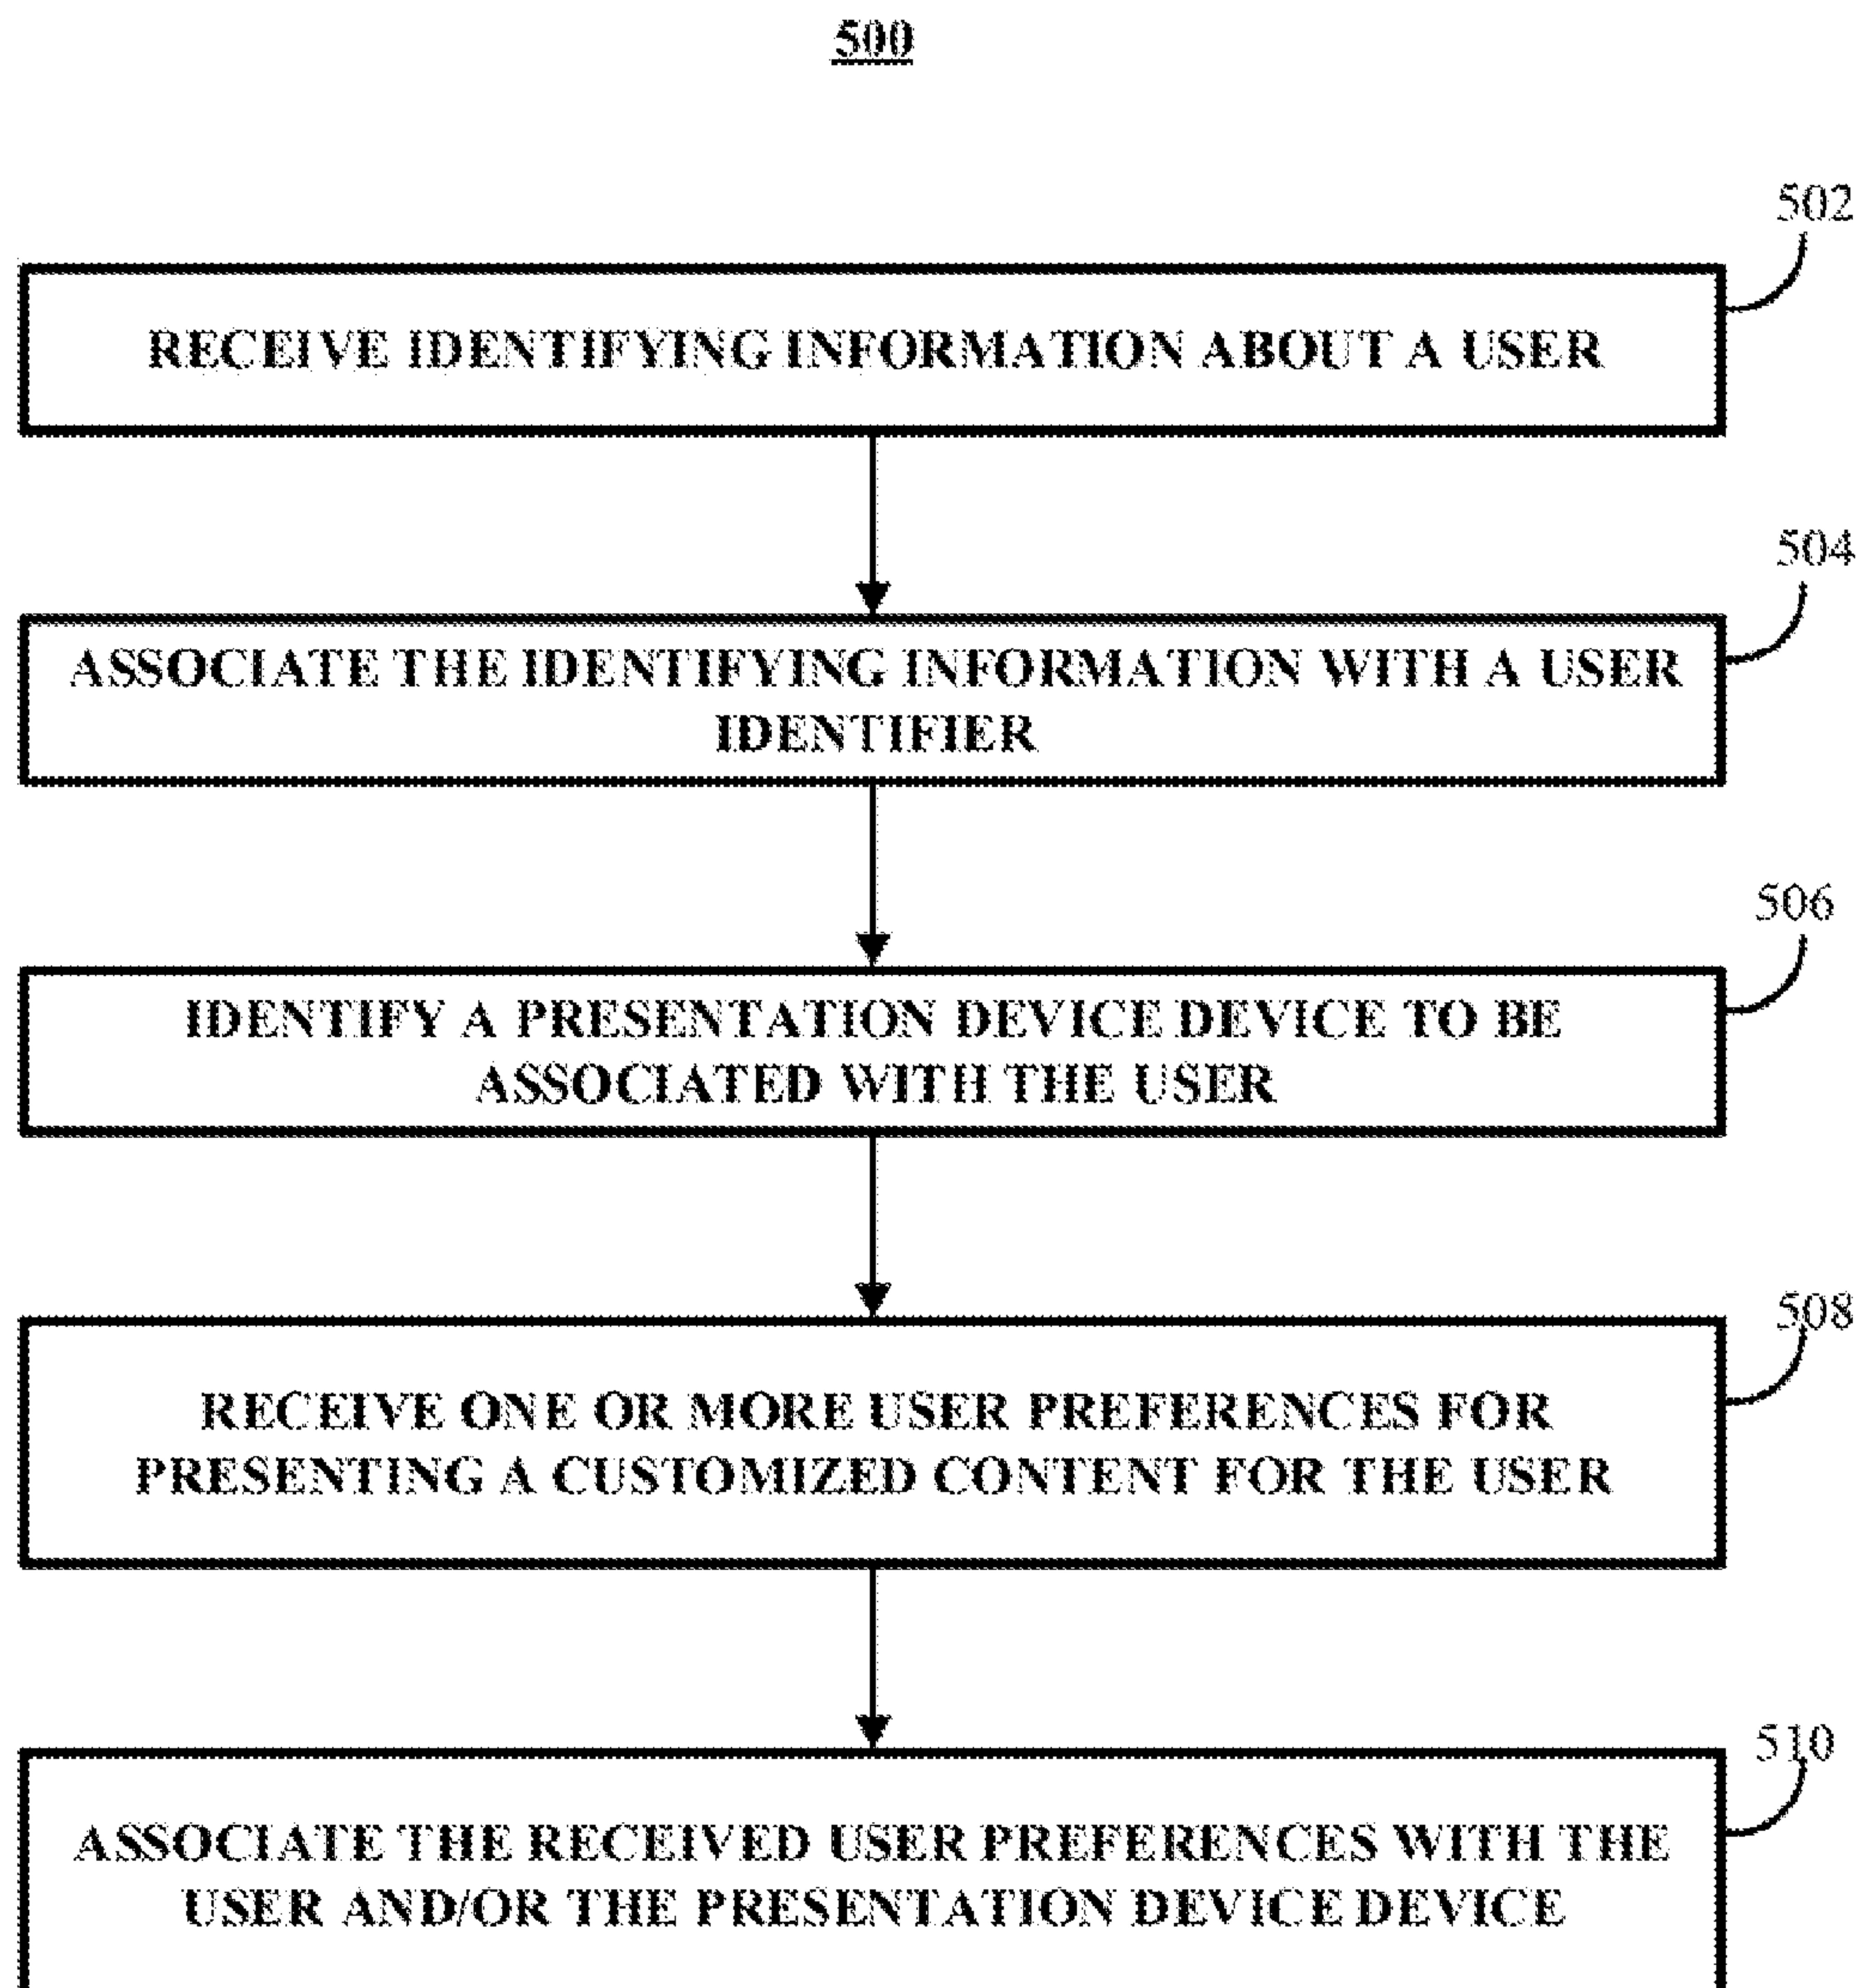 500
502
RECEIVE IDENTIFYING INFORMATION ABOUT A USER
504
ASSOCIATE THE IDENTIFYING INFORMATION WITH A USER
IDENTIFIER
506
IDENTIFY A PRESENTATION DEVICE DEVICE TO BE
ASSOCIATED WITH THE USER
508
RECEIVE ONE OR MORE USER PREFERENCES FOR
PRESENTING A CUSTOMIZED CONTENT FOR THE USER
510
ASSOCIATE THE RECEIVED USER PREFERENCES WITH THE
USER AND/OR THE PRESENTATION DEVICE DEVICE